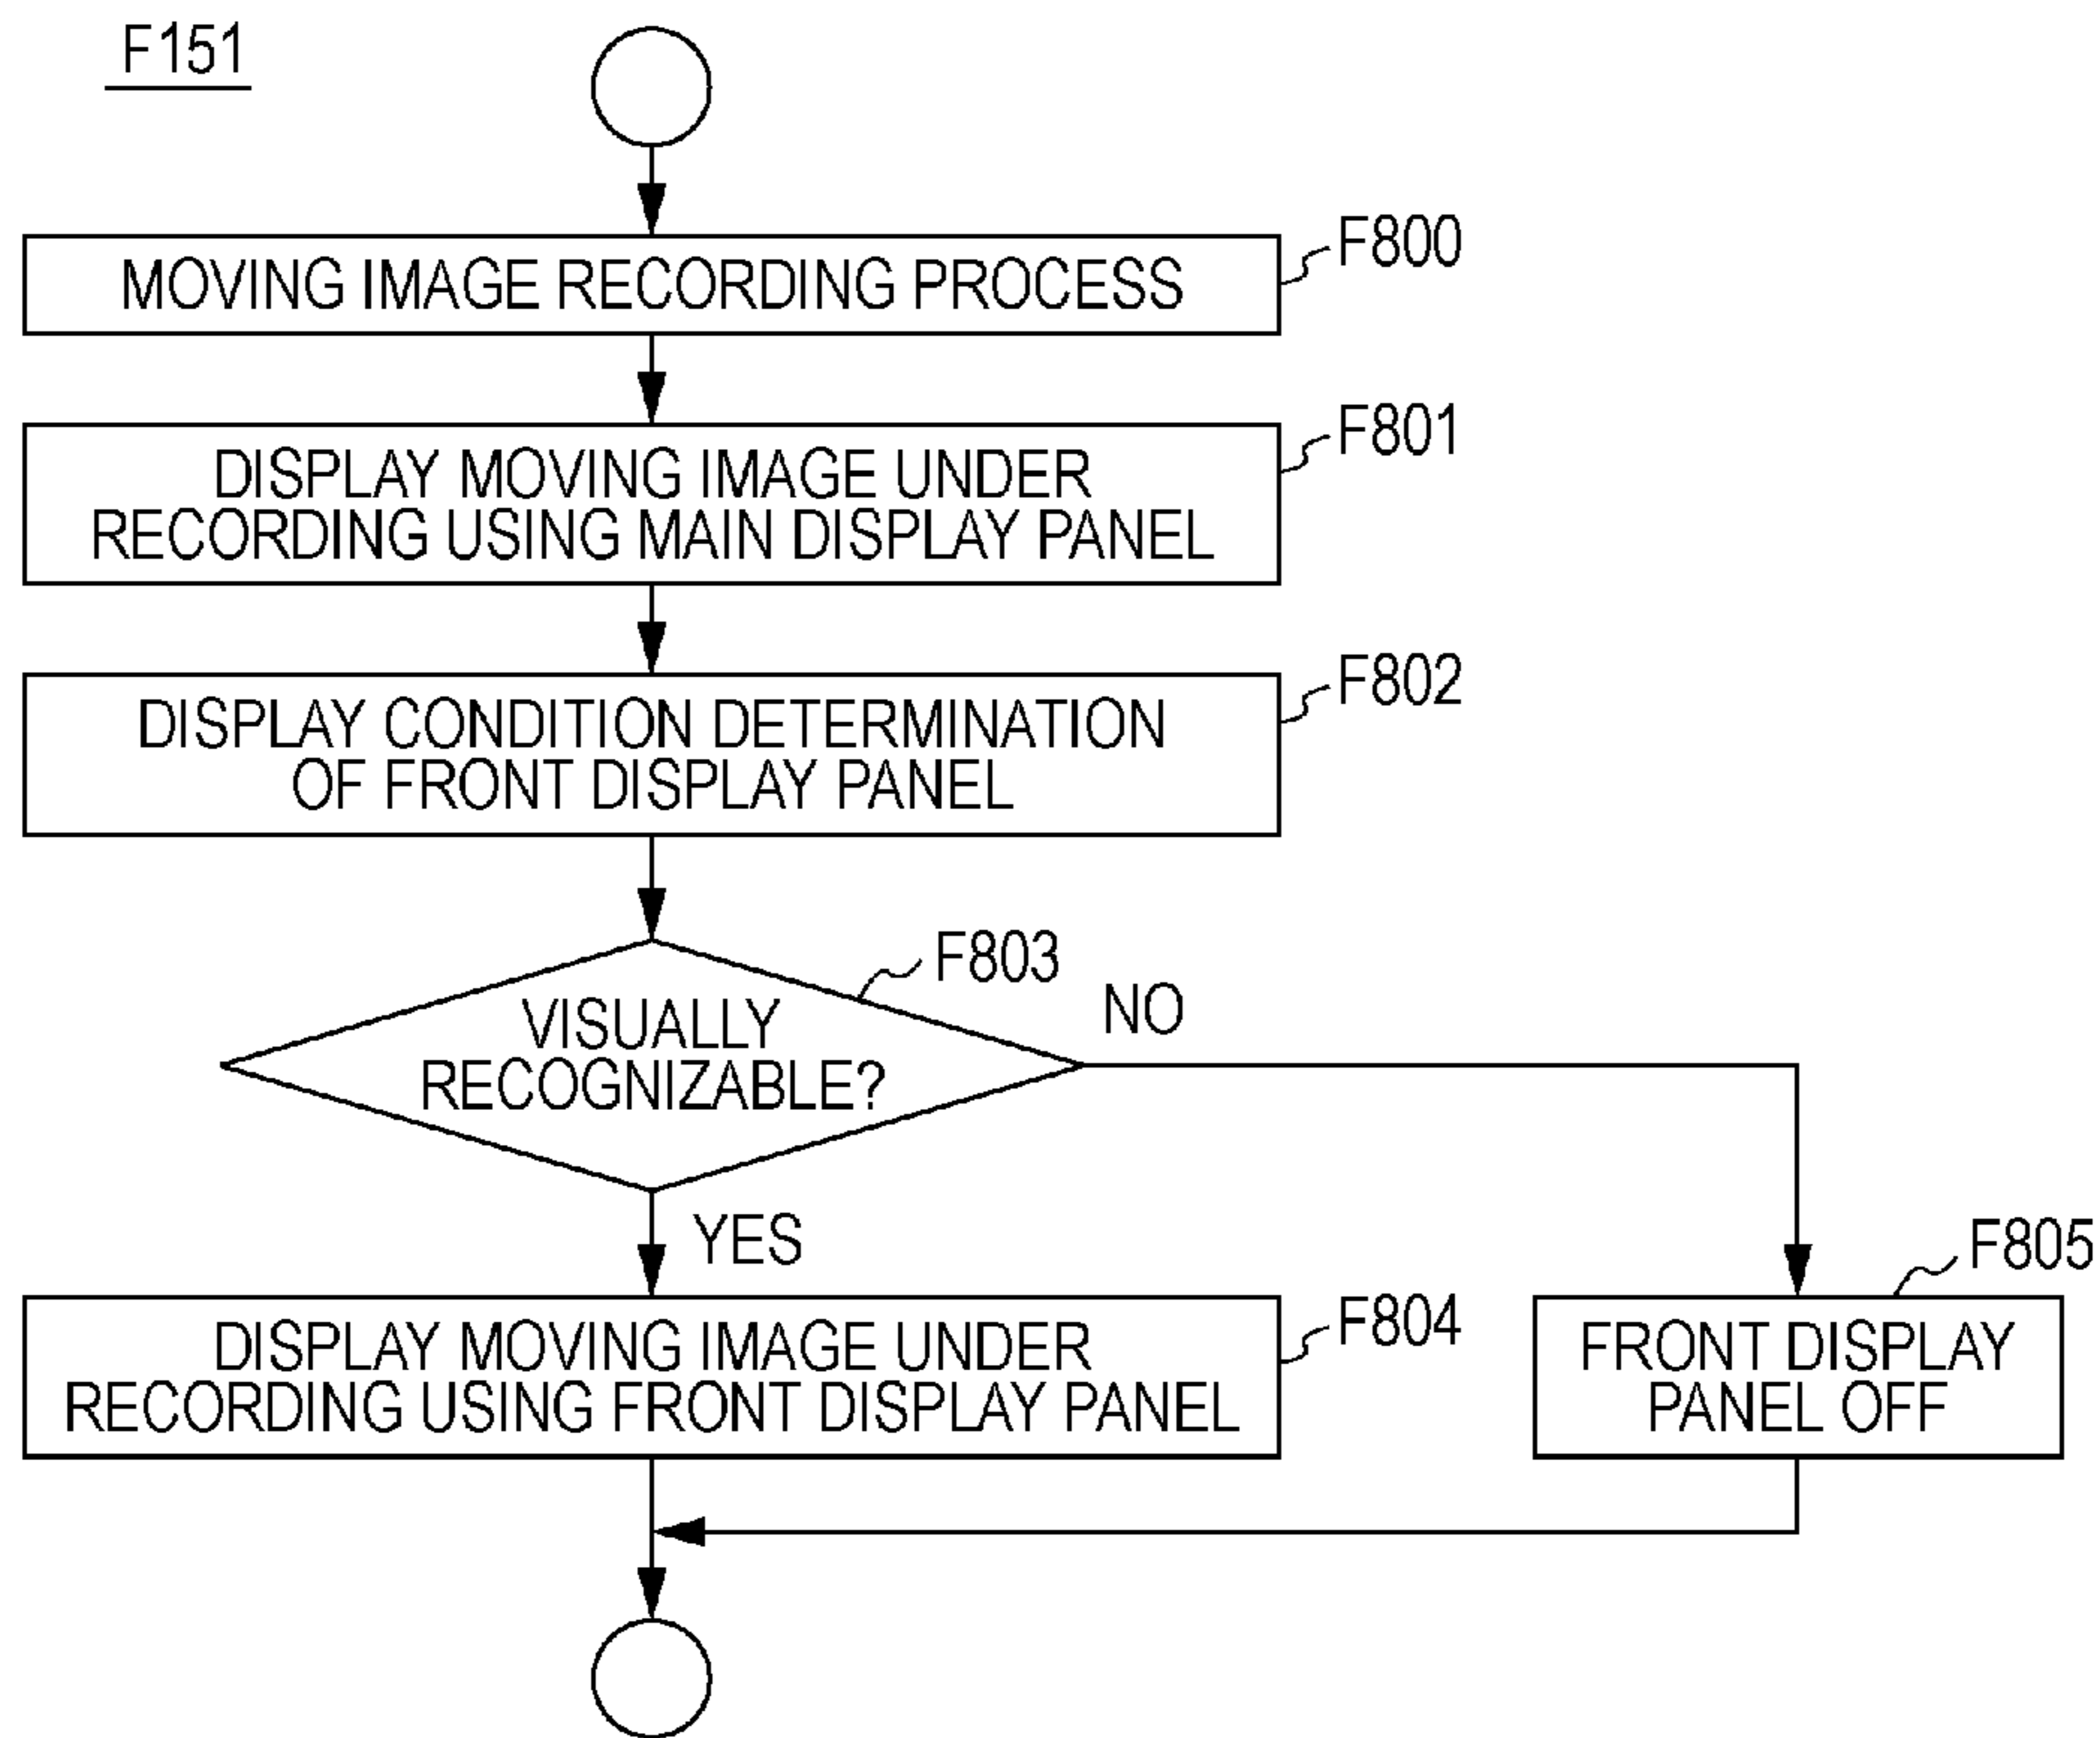 F151
MOVING IMAGE RECORDING PROCESS
F800
DISPLAY MOVING IMAGE UNDER
RECORDING USING MAIN DISPLAY PANEL
F801
DISPLAY CONDITION DETERMINATION
OF FRONT DISPLAY PANEL
F802
VISUALLY
RECOGNIZABLE?
F803
NO
YES
DISPLAY MOVING IMAGE UNDER
RECORDING USING FRONT DISPLAY PANEL
F804
FRONT DISPLAY
PANEL OFF
F805